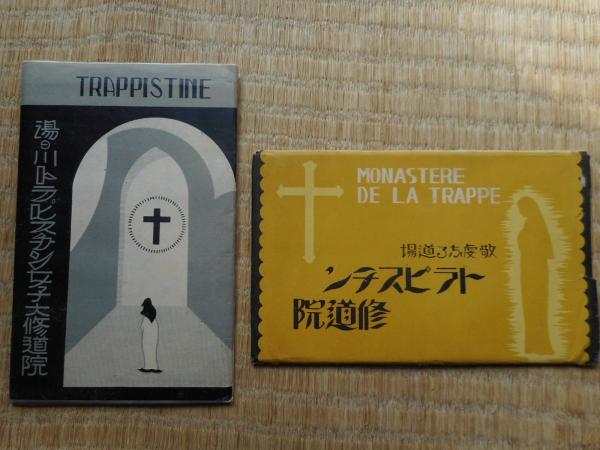 TRAPPISTINE
湯の川トラピスチン女子大修道院
MONASTERE
DE LA TRAPPE
敬虔なる道場
トラピスチン
修道院